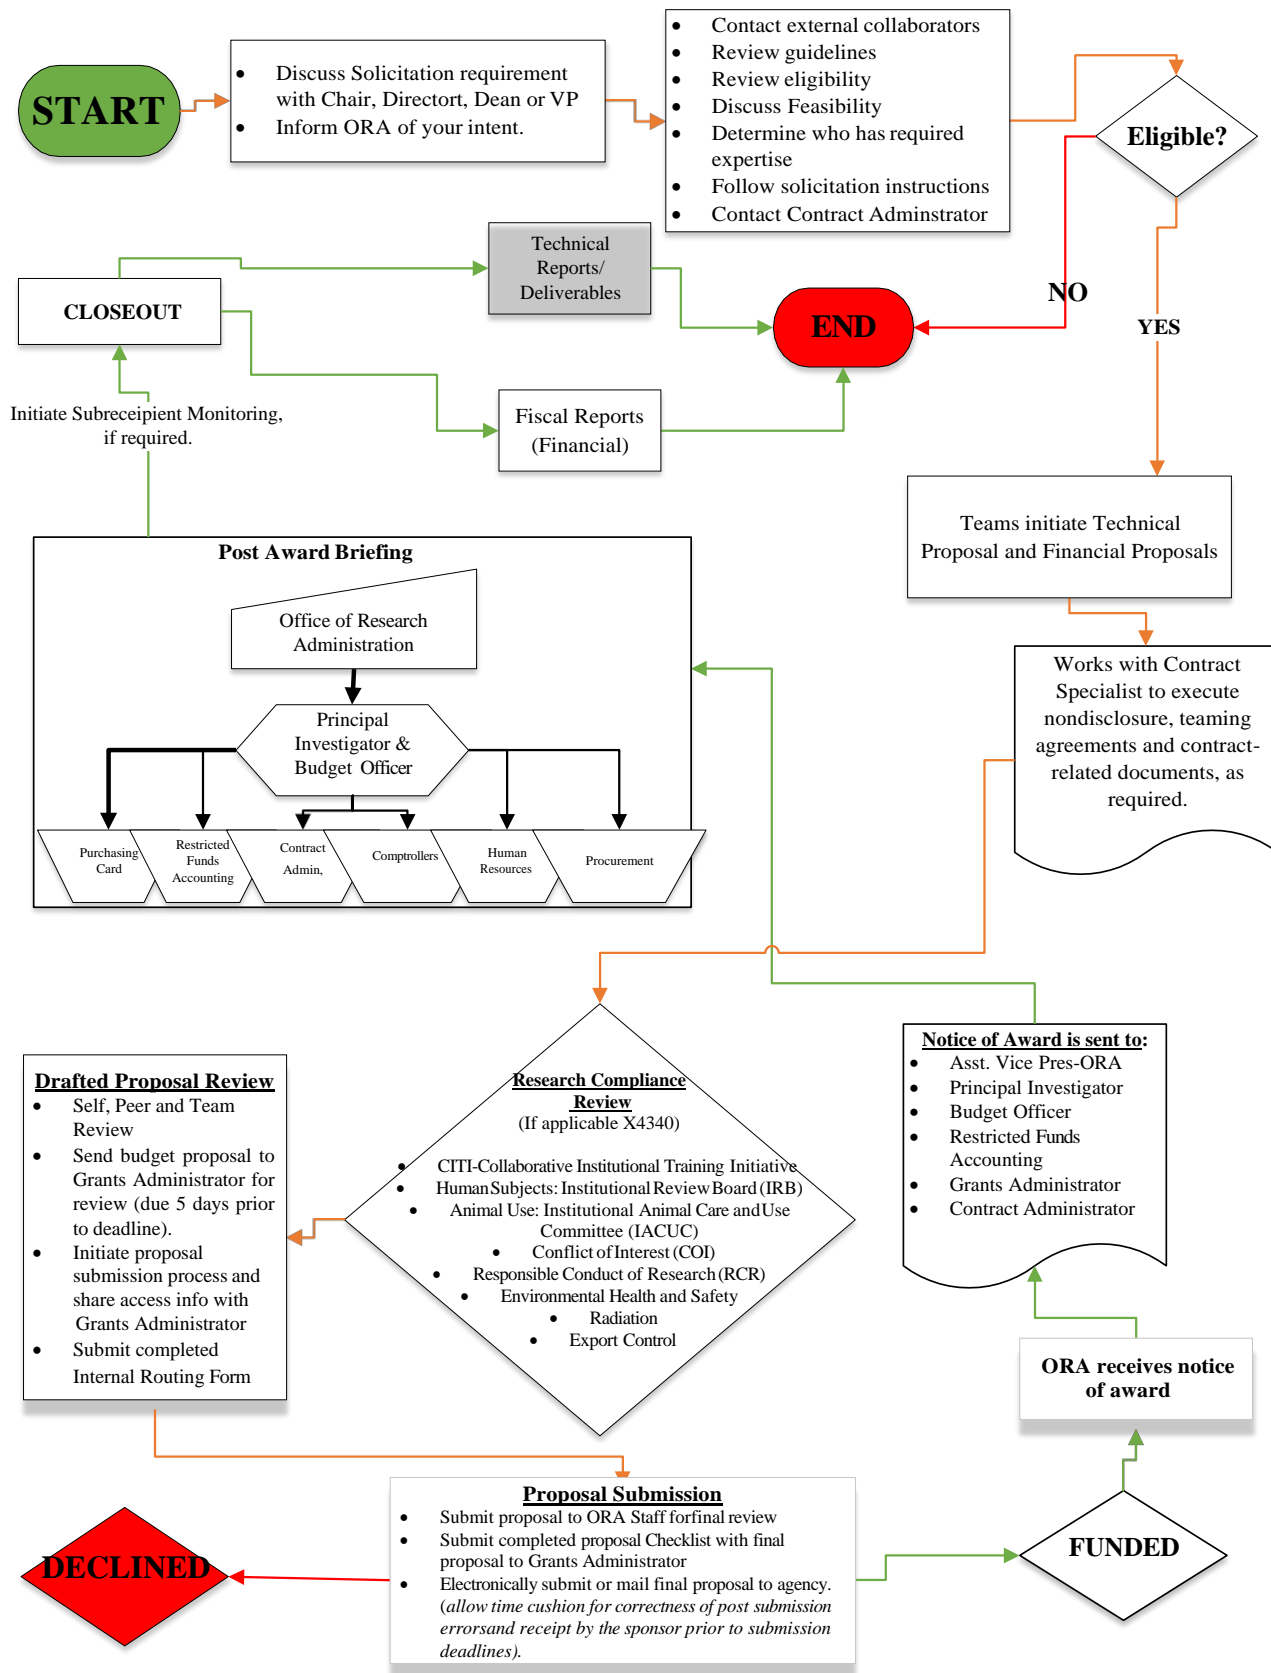 START
• Discuss Solicitation requirement
with Chair, Directort, Dean or VP
• Inform ORA of your intent.
• Contact external collaborators
• Review guidelines
• Review eligibility
• Discuss Feasibility
• Determine who has required
expertise
• Follow solicitation instructions
• Contact Contract Adminstrator
Eligible?
NO
YES
Technical
Reports/
Deliverables
CLOSEOUT
END
Initiate Subreceipient Monitoring,
if required.
Fiscal Reports
(Financial)
Teams initiate Technical
Proposal and Financial Proposals
Works with Contract
Specialist to execute
nondisclosure, teaming
agreements and contract-
related documents, as
required.
Post Award Briefing
Office of Research
Administration
Principal
Investigator &
Budget Officer
Purchasing
Card
Restricted
Funds
Accounting
Contract
Admin,
Comptrollers
Human
Resources
Procurement
Research Compliance
Review
(If applicable X4340)
• CITI-Collaborative Institutional Training Initiative
• Human Subjects: Institutional Review Board (IRB)
• Animal Use: Institutional Animal Care and Use
Committee (IACUC)
• Conflict of Interest (COI)
• Responsible Conduct of Research (RCR)
• Environmental Health and Safety
• Radiation
• Export Control
Drafted Proposal Review
• Self, Peer and Team
Review
• Send budget proposal to
Grants Administrator for
review (due 5 days prior
to deadline).
• Initiate proposal
submission process and
share access info with
Grants Administrator
• Submit completed
Internal Routing Form
Proposal Submission
• Submit proposal to ORA Staff forfinal review
• Submit completed proposal Checklist with final
proposal to Grants Administrator
• Electronically submit or mail final proposal to agency.
(allow time cushion for correctness of post submission
errorsand receipt by the sponsor prior to submission
deadlines).
DECLINED
FUNDED
ORA receives notice
of award
Notice of Award is sent to:
• Asst. Vice Pres-ORA
• Principal Investigator
• Budget Officer
• Restricted Funds
Accounting
• Grants Administrator
• Contract Administrator